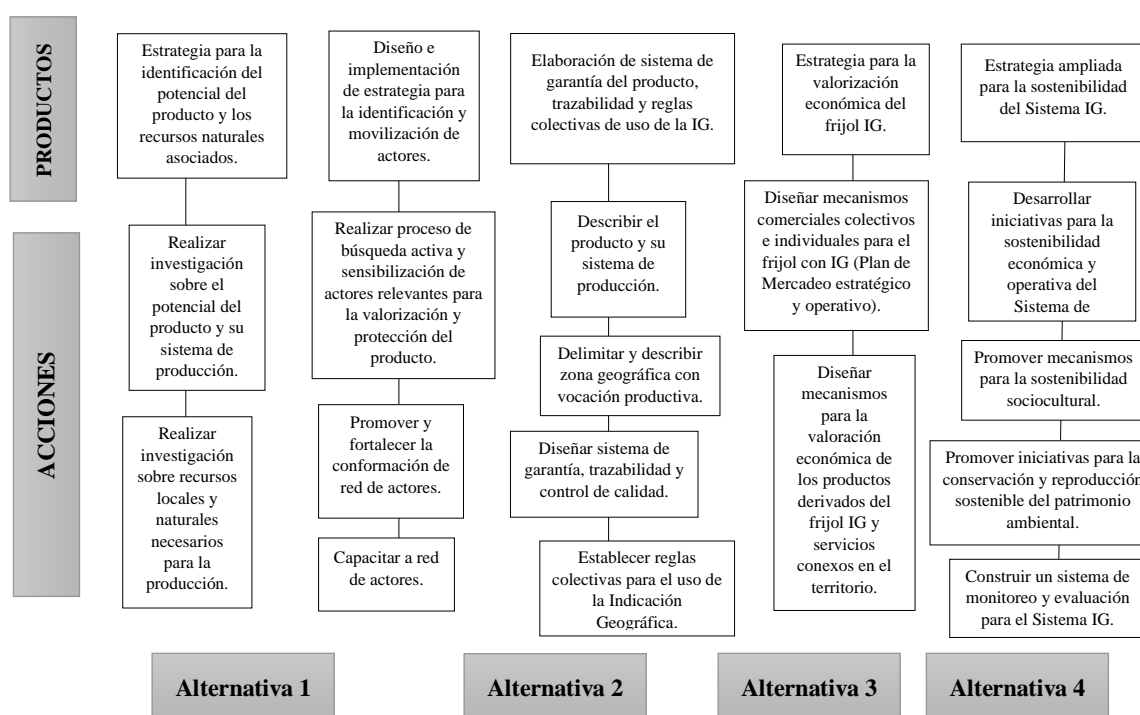 PRODUCTOS
Estrategia para la
identificación del
potencial del
producto y los
recursos naturales
asociados.
Diseño e
implementación
de estrategia para
la identificación y
movilización de
actores.
Elaboración de sistema de
garantía del producto,
trazabilidad y reglas
colectivas de uso de la IG.
Estrategia para la
valorización
económica del
frijol IG.
Estrategia ampliada
para la sostenibilidad
del Sistema IG.
ACCIONES
Realizar
investigación
sobre el
potencial del
producto y su
sistema de
producción.
Realizar
investigación
sobre recursos
locales y
naturales
necesarios
para la
producción.
Realizar proceso de
búsqueda activa y
sensibilización de
actores relevantes para
la valorización y
protección del
producto.
Promover y
fortalecer la
conformación de
red de actores.
Capacitar a red
de actores.
Describir el
producto y su
sistema de
producción.
Delimitar y describir
zona geográfica con
vocación productiva.
Diseñar sistema de
garantía, trazabilidad y
control de calidad.
Establecer reglas
colectivas para el uso de
la Indicación
Geográfica.
Diseñar mecanismos
comerciales colectivos
e individuales para el
frijol con IG (Plan de
Mercadeo estratégico
y operativo).
Diseñar
mecanismos
para la
valoración
económica de
los productos
derivados del
frijol IG y
servicios
conexos en el
territorio.
Desarrollar
iniciativas para la
sostenibilidad
económica y
operativa del
Sistema de
Promover mecanismos
para la sostenibilidad
sociocultural.
Promover iniciativas para la
conservación y reproducción
sostenible del patrimonio
ambiental.
Construir un sistema de
monitoreo y evaluación
para el Sistema IG.
Alternativa 1
Alternativa 2
Alternativa 3
Alternativa 4